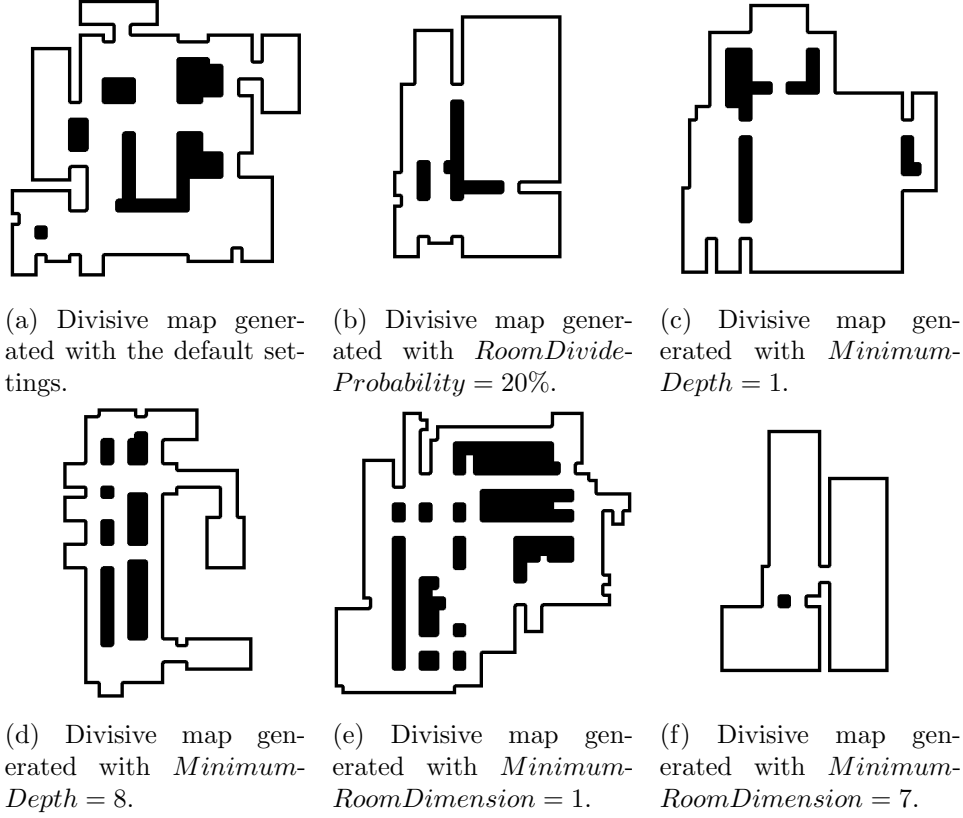 (a) Divisive map gener-
ated with the default set-
tings.
(b) Divisive map gener-
ated with RoomDivide-
Probability = 20%.
(c) Divisive map gen-
erated with Minimum-
Depth = 1.
(d) Divisive map gen-
erated with Minimum-
Depth = 8.
(e) Divisive map gen-
erated with Minimum-
RoomDimension = 1.
(f) Divisive map gen-
erated with Minimum-
RoomDimension = 7.